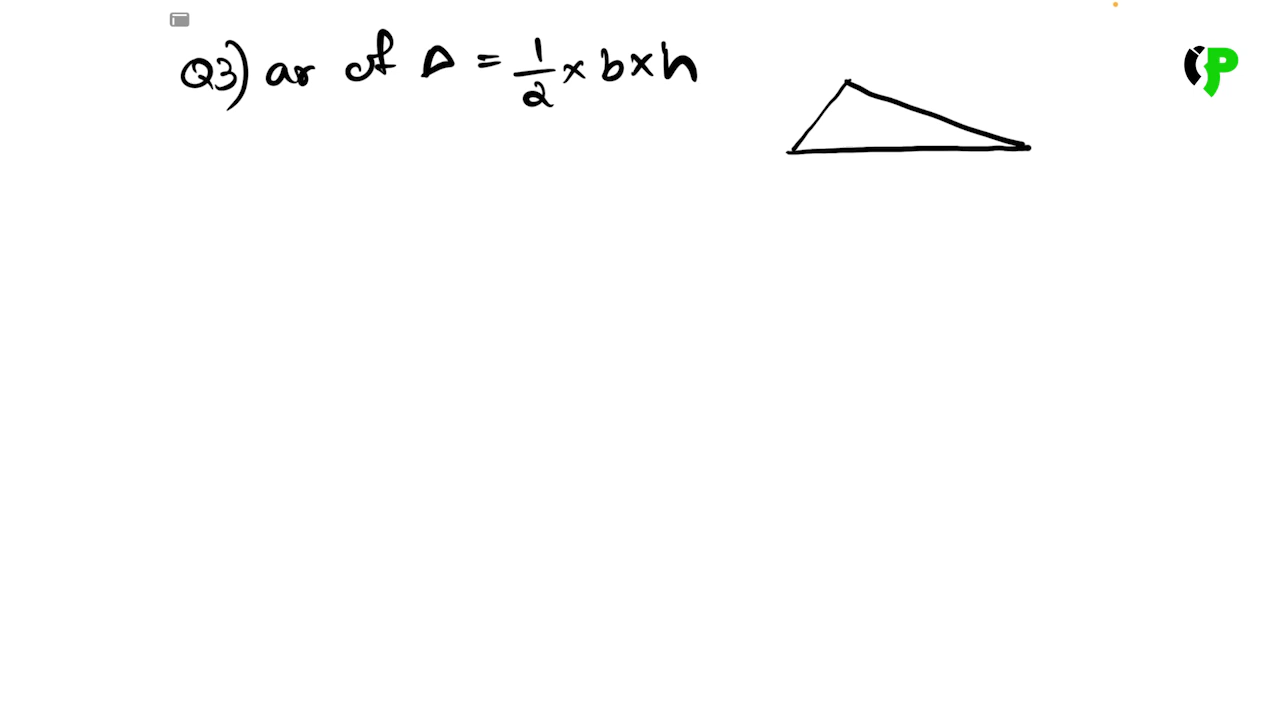 Q3) ar of Δ = 1/2 × b × h
P